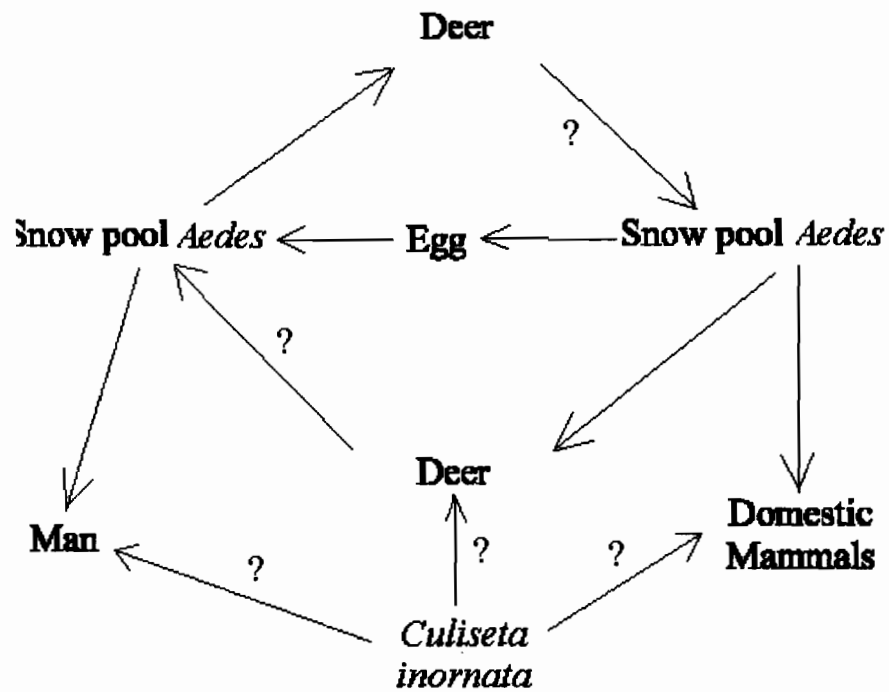 Deer
?
Snow pool Aedes
Egg
Snow pool Aedes
?
Deer
Man
?
?
?
Domestic
Mammals
Culiseta
inornata